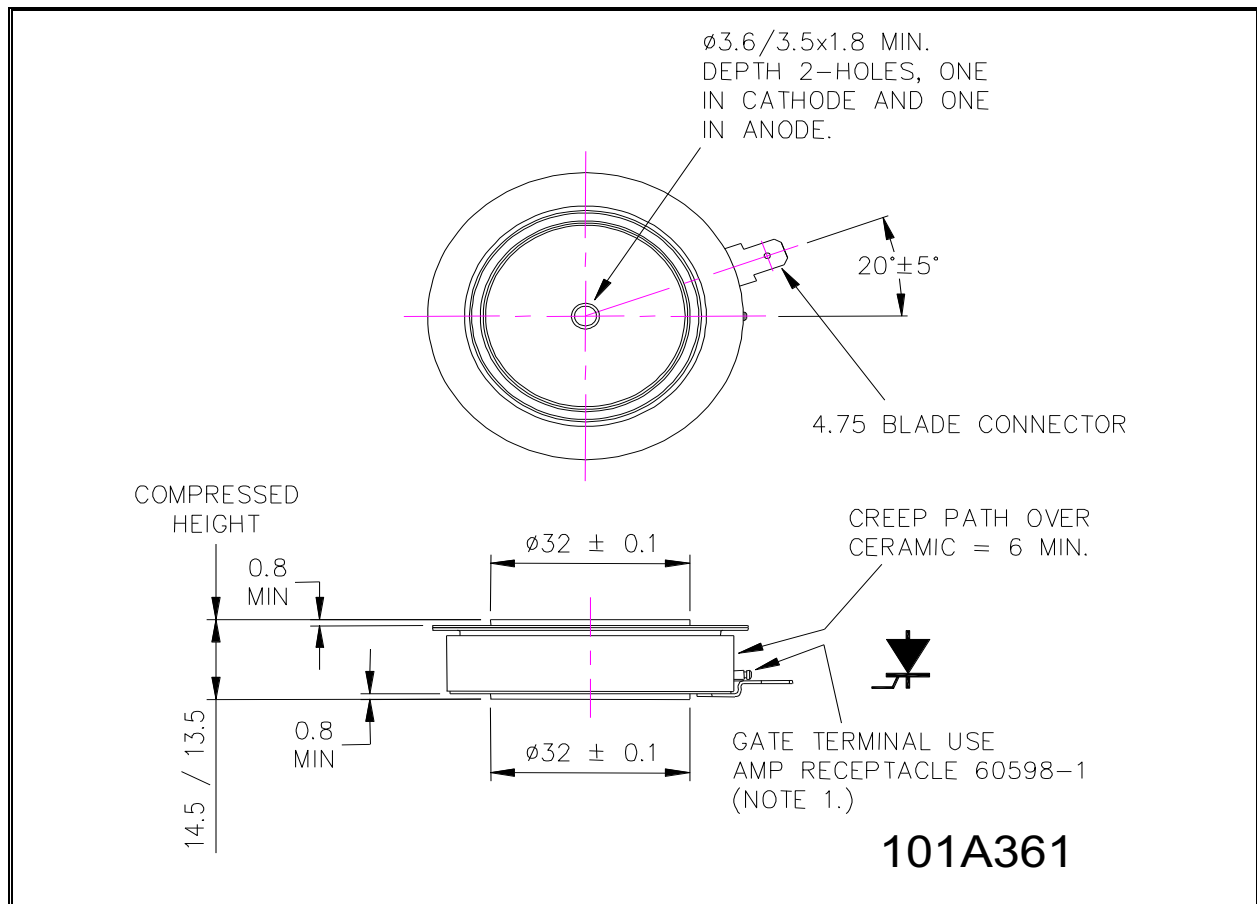 ø3.6/3.5x1.8 MIN.
DEPTH 2-HOLES, ONE
IN CATHODE AND ONE
IN ANODE.
20°±5°
4.75 BLADE CONNECTOR
COMPRESSED
HEIGHT
CREEP PATH OVER
CERAMIC = 6 MIN.
ø32 ± 0.1
0.8
MIN
14.5 / 13.5
0.8
MIN
ø32 ± 0.1
GATE TERMINAL USE
AMP RECEPTACLE 60598-1
(NOTE 1.)
101A361